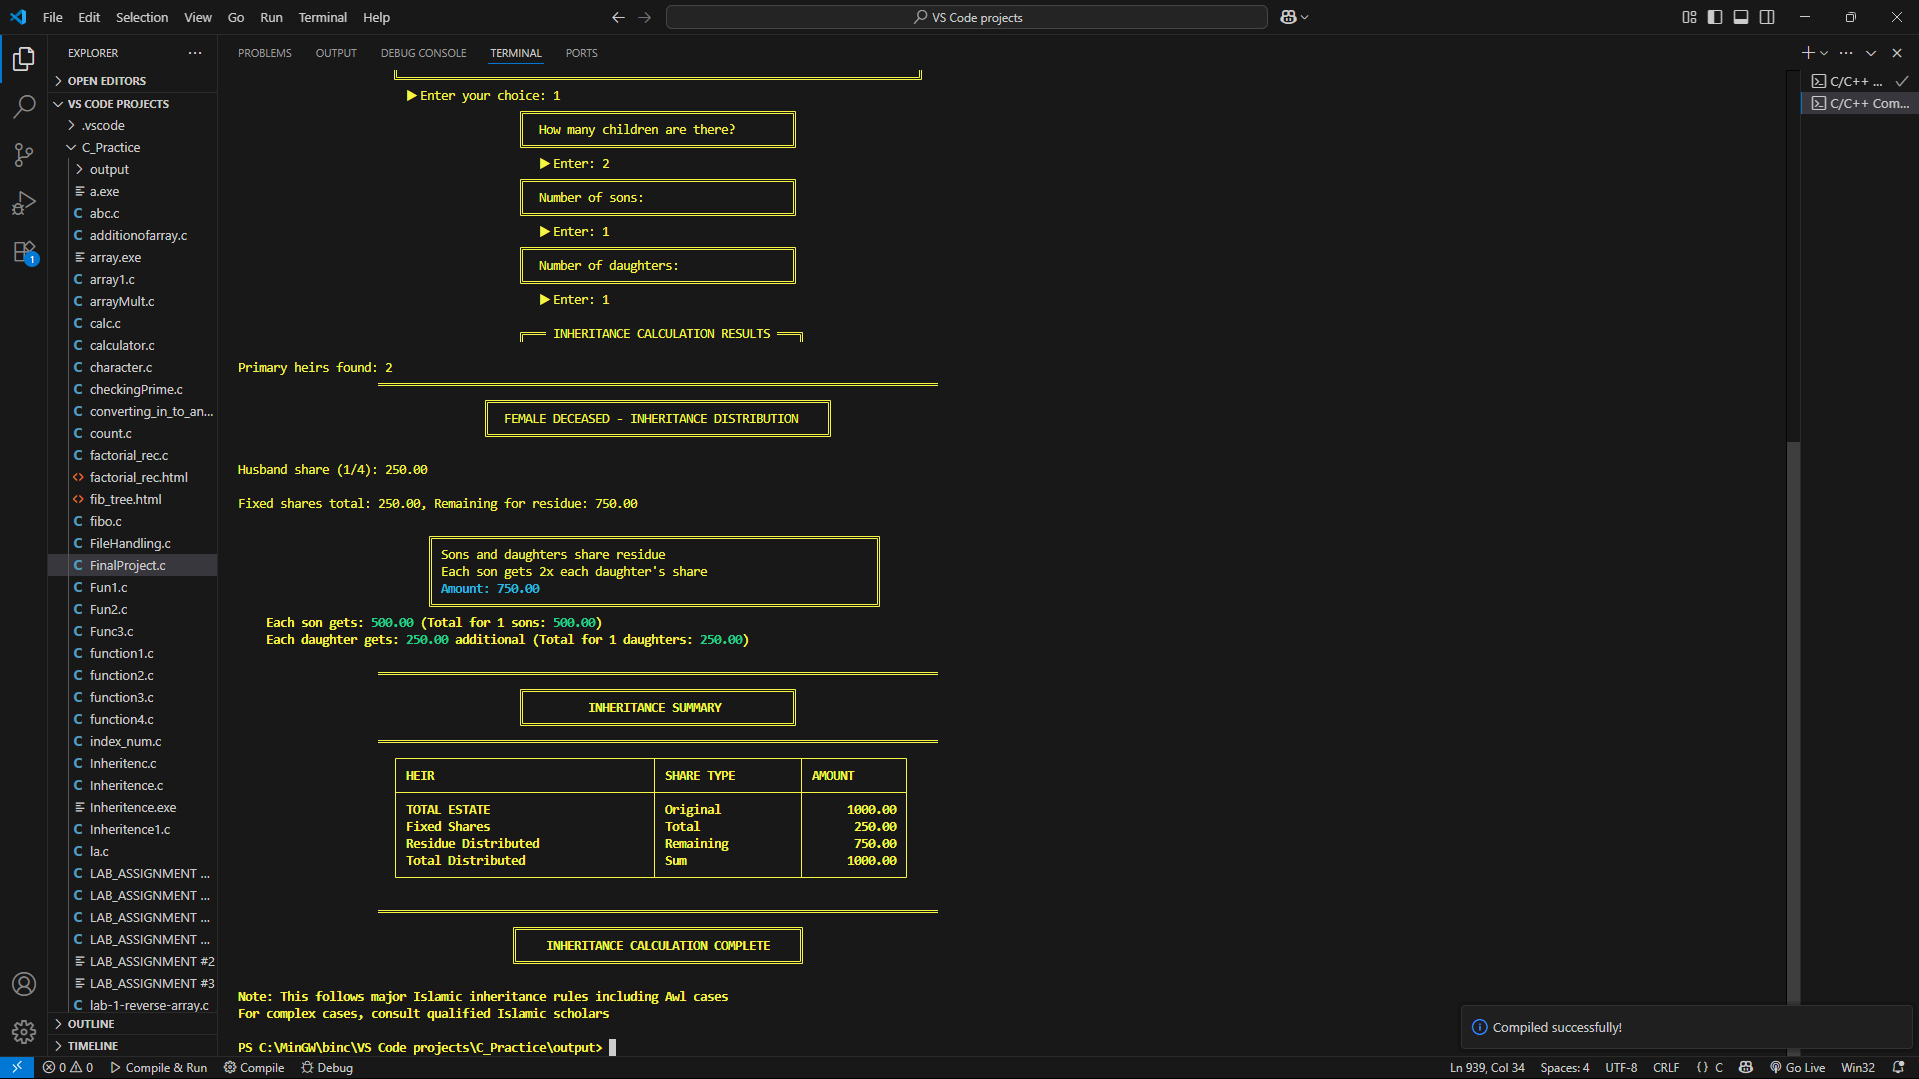 File Edit Selection View Go Run Terminal Help
VS Code projects
EXPLORER
OPEN EDITORS
VS CODE PROJECTS
.vscode
C_Practice
output
a.exe
C abc.c
C additionofarray.c
array.exe
C array1.c
C arrayMult.c
C calc.c
C calculator.c
C character.c
C checkingPrime.c
C converting_in_to_an...
C count.c
C factorial_rec.c
<> factorial_rec.html
<> fib_tree.html
C fibo.c
C FileHandling.c
C FinalProject.c
C Fun1.c
C Fun2.c
C Func3.c
C function1.c
C function2.c
C function3.c
C function4.c
C index_num.c
C Inheritenc.c
C Inheritence.c
Inheritence.exe
C Inheritence1.c
C la.c
C LAB_ASSIGNMENT ...
C LAB_ASSIGNMENT ...
C LAB_ASSIGNMENT ...
C LAB_ASSIGNMENT ...
LAB_ASSIGNMENT #2
LAB_ASSIGNMENT #3
C lab-1-reverse-array.c
OUTLINE
TIMELINE
1
PROBLEMS OUTPUT DEBUG CONSOLE TERMINAL PORTS
Enter your choice: 1
How many children are there?
Enter: 2
Number of sons:
Enter: 1
Number of daughters:
Enter: 1
INHERITANCE CALCULATION RESULTS
Primary heirs found: 2
FEMALE DECEASED - INHERITANCE DISTRIBUTION
Husband share (1/4): 250.00
Fixed shares total: 250.00, Remaining for residue: 750.00
Sons and daughters share residue
Each son gets 2x each daughter's share
Amount: 750.00
Each son gets: 500.00 (Total for 1 sons: 500.00)
Each daughter gets: 250.00 additional (Total for 1 daughters: 250.00)
INHERITANCE SUMMARY
HEIR SHARE TYPE AMOUNT
TOTAL ESTATE Original 1000.00
Fixed Shares Total 250.00
Residue Distributed Remaining 750.00
Total Distributed Sum 1000.00
INHERITANCE CALCULATION COMPLETE
Note: This follows major Islamic inheritance rules including Awl cases
For complex cases, consult qualified Islamic scholars
PS C:\MinGW\binc\VS Code projects\C_Practice\output>
C/C++ ...
C/C++ Com...
Compiled successfully!
0 0 Compile & Run Compile Debug
Ln 939, Col 34 Spaces: 4 UTF-8 CRLF {} C Go Live Win32